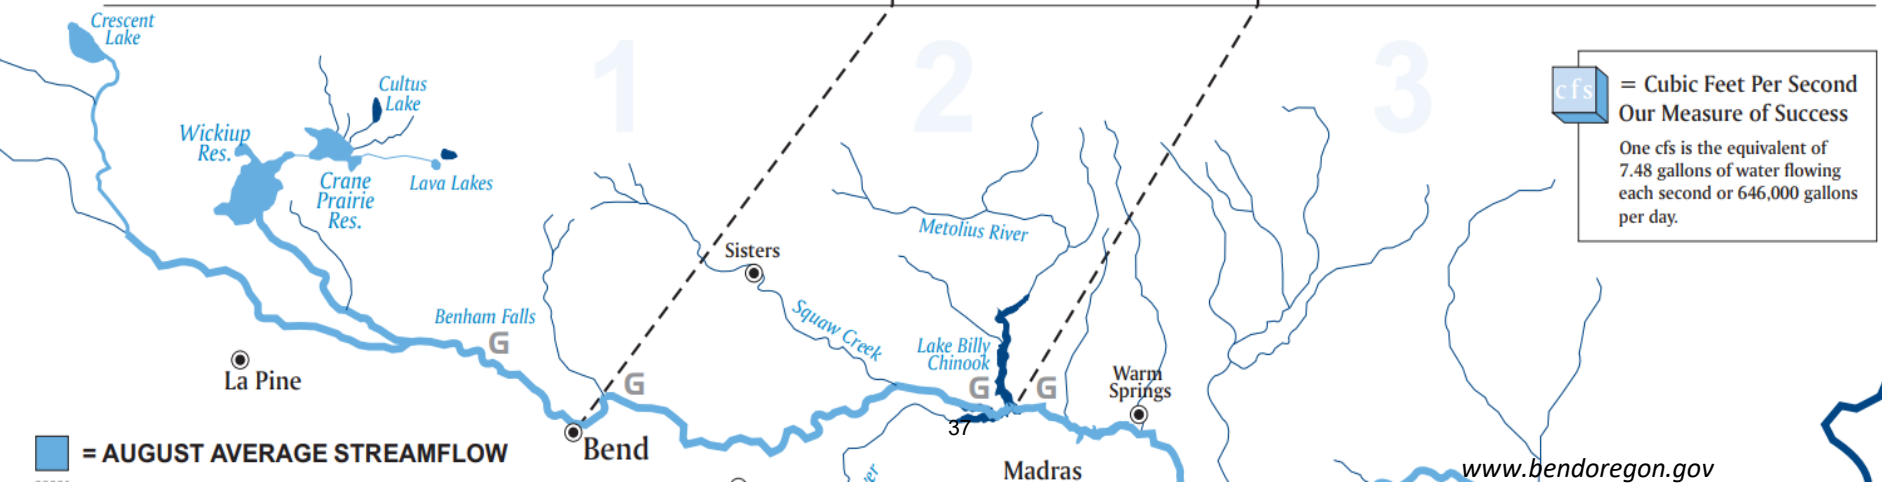 Crescent
Lake
1
2
3
Cultus
Lake
cfs
= Cubic Feet Per Second
Our Measure of Success
One cfs is the equivalent of
7.48 gallons of water flowing
each second or 646,000 gallons
per day.
Wickiup
Res.
Crane
Prairie
Res.
Lava Lakes
Metolius River
Sisters
Benham Falls
G
Squaw Creek
Lake Billy
Chinook
G
G
G
Warm
Springs
La Pine
37
Bend
Madras
= AUGUST AVERAGE STREAMFLOW
www.bendoregon.gov